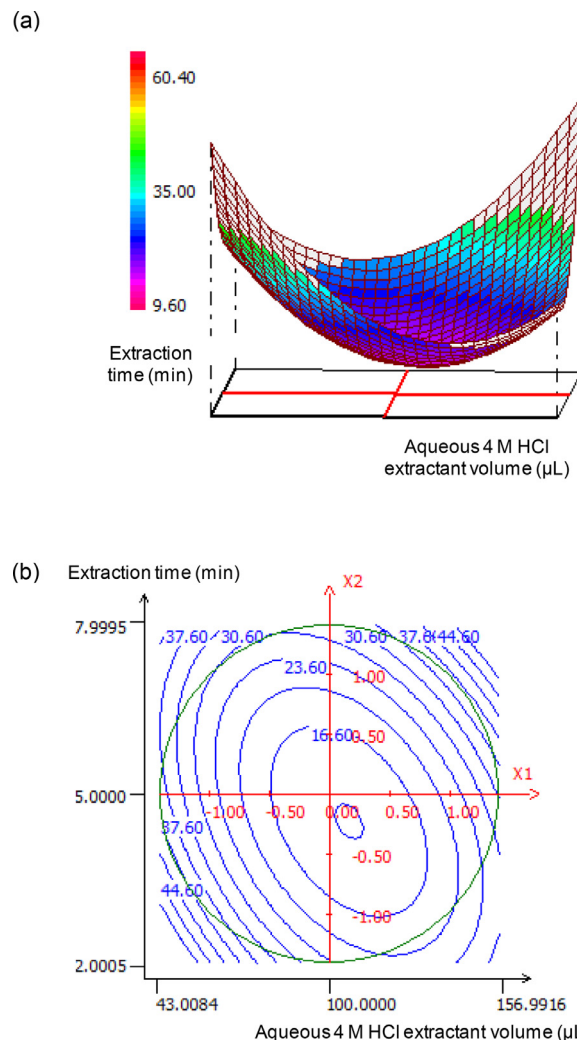 (a)
60.40
35.00
9.60
Extraction
time (min)
Aqueous 4 M HCl
extractant volume (µL)
(b)
Extraction time (min)
X2
7.9995
37.60
30.60
30.60
37.6
44.60
23.60
1.00
16.60
0.50
X1
5.0000
-1.00
-0.50
0.00
0.50
1.00
37.60
-0.50
44.60
-1.00
2.0005
43.0084
100.0000
156.9916
Aqueous 4 M HCl extractant volume (µl